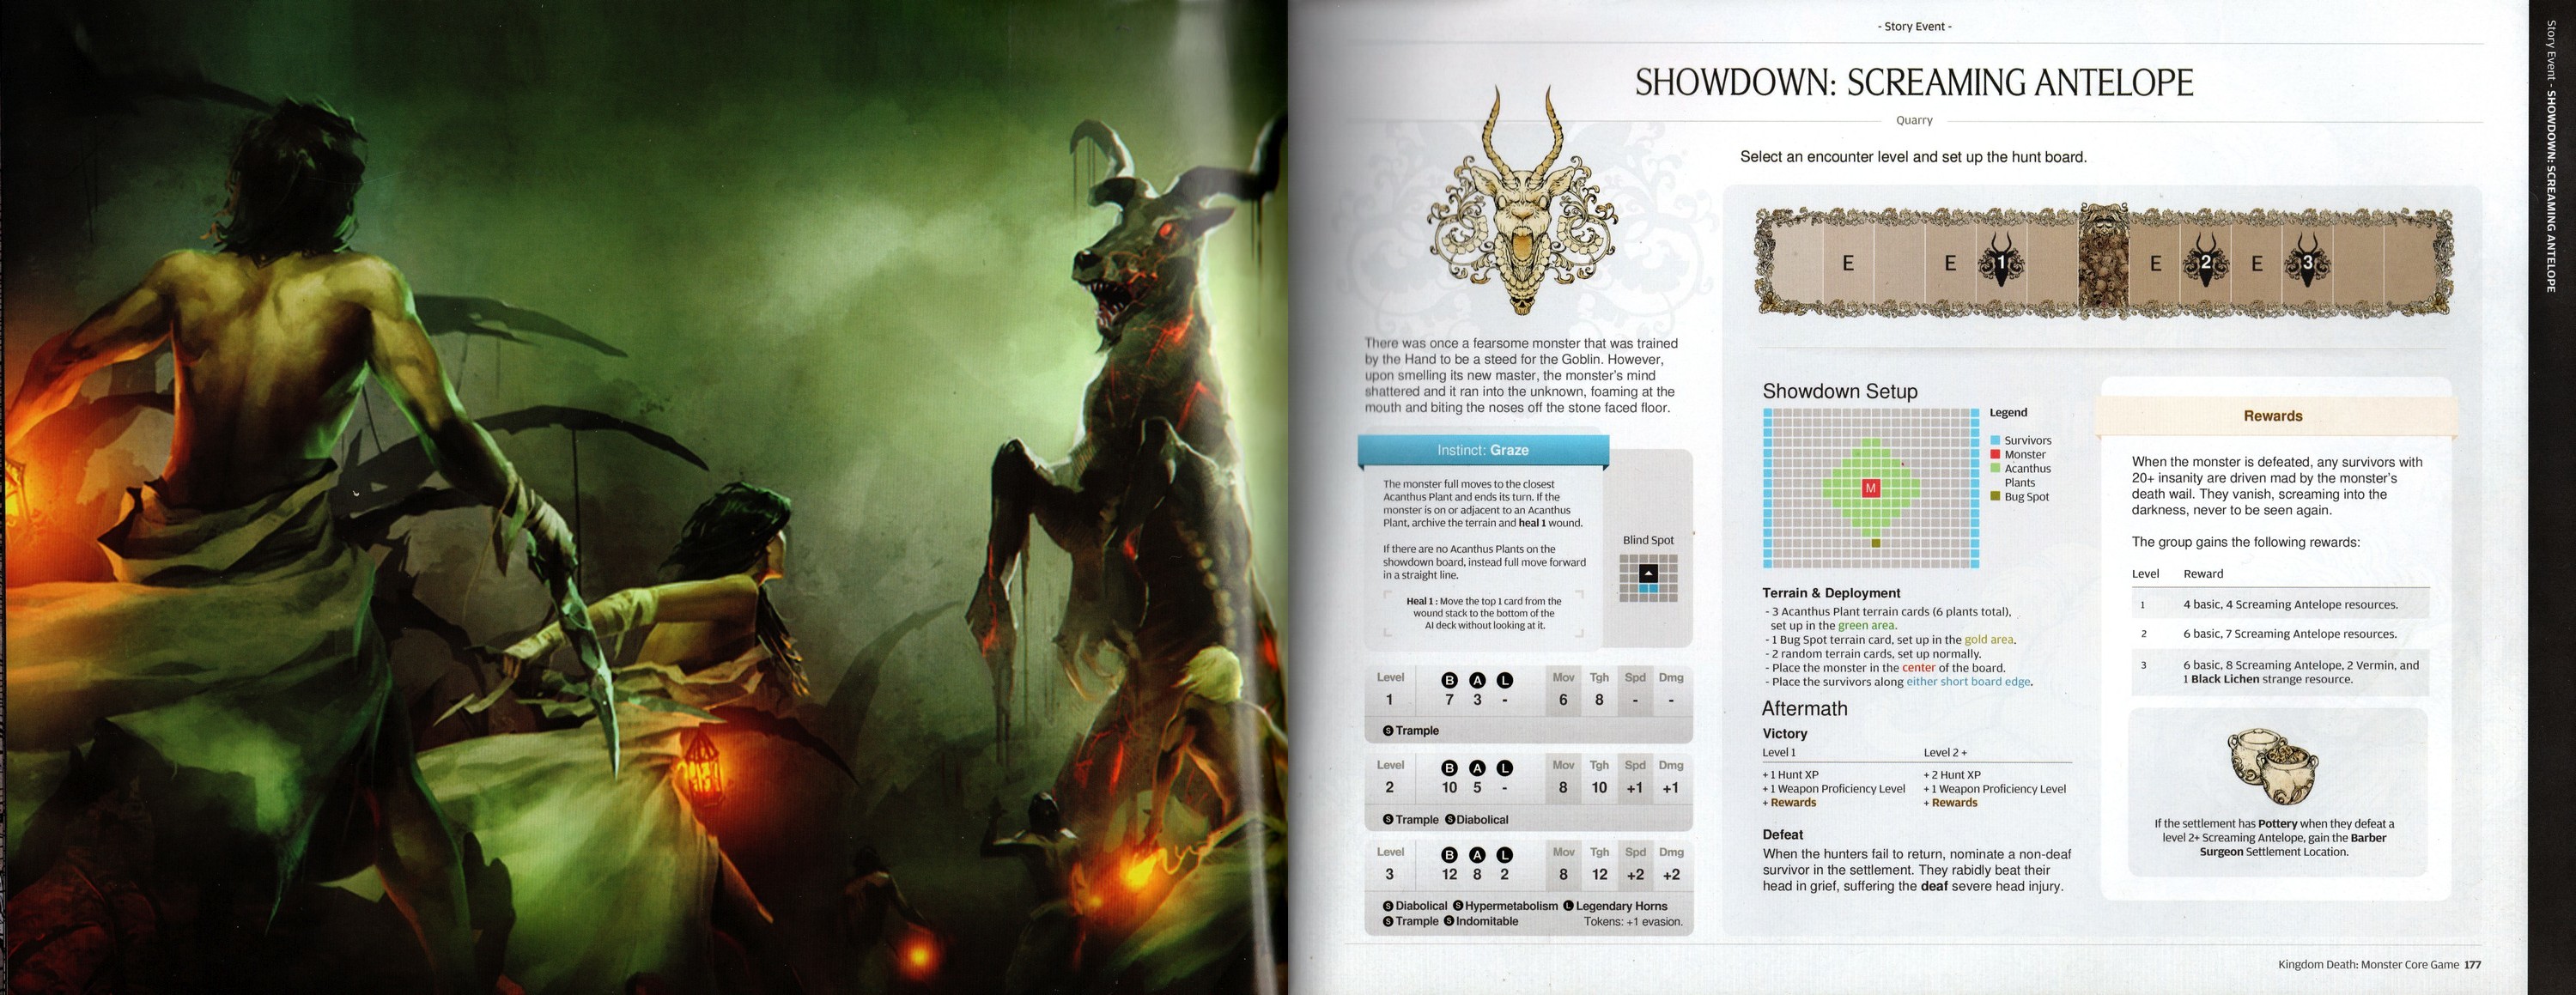 - Story Event -
SHOWDOWN: SCREAMING ANTELOPE
Quarry
Select an encounter level and set up the hunt board.
E E 1 E 2 E 3
There was once a fearsome monster that was trained
by the Hand to be a steed for the Goblin. However,
upon smelling its new master, the monster's mind
shattered and it ran into the unknown, foaming at the
mouth and biting the noses off the stone faced floor.
Instinct: Graze
The monster full moves to the closest
Acanthus Plant and ends its turn. If the
monster is on or adjacent to an Acanthus
Plant, archive the terrain and heal 1 wound.
If there are no Acanthus Plants on the
showdown board, instead full move forward
in a straight line.
Heal 1 : Move the top 1 card from the
wound stack to the bottom of the
AI deck without looking at it.
Blind Spot
Level B A L Mov Tgh Spd Dmg
1 7 3 - 6 8 - -
S Trample
Level B A L Mov Tgh Spd Dmg
2 10 5 - 8 10 +1 +1
S Trample S Diabolical
Level B A L Mov Tgh Spd Dmg
3 12 8 2 8 12 +2 +2
S Diabolical S Hypermetabolism L Legendary Horns
S Trample S Indomitable Tokens: +1 evasion.
Showdown Setup
M
Legend
Survivors
Monster
Acanthus
Plants
Bug Spot
Terrain & Deployment
- 3 Acanthus Plant terrain cards (6 plants total),
set up in the green area.
- 1 Bug Spot terrain card, set up in the gold area.
- 2 random terrain cards, set up normally.
- Place the monster in the center of the board.
- Place the survivors along either short board edge.
Aftermath
Victory
Level 1 Level 2 +
+ 1 Hunt XP + 2 Hunt XP
+ 1 Weapon Proficiency Level + 1 Weapon Proficiency Level
+ Rewards + Rewards
Defeat
When the hunters fail to return, nominate a non-deaf
survivor in the settlement. They rabidly beat their
head in grief, suffering the deaf severe head injury.
Rewards
When the monster is defeated, any survivors with
20+ insanity are driven mad by the monster's
death wail. They vanish, screaming into the
darkness, never to be seen again.
The group gains the following rewards:
Level Reward
1 4 basic, 4 Screaming Antelope resources.
2 6 basic, 7 Screaming Antelope resources.
3 6 basic, 8 Screaming Antelope, 2 Vermin, and
1 Black Lichen strange resource.
If the settlement has Pottery when they defeat a
level 2+ Screaming Antelope, gain the Barber
Surgeon Settlement Location.
Kingdom Death: Monster Core Game 177
Story Event - SHOWDOWN: SCREAMING ANTELOPE